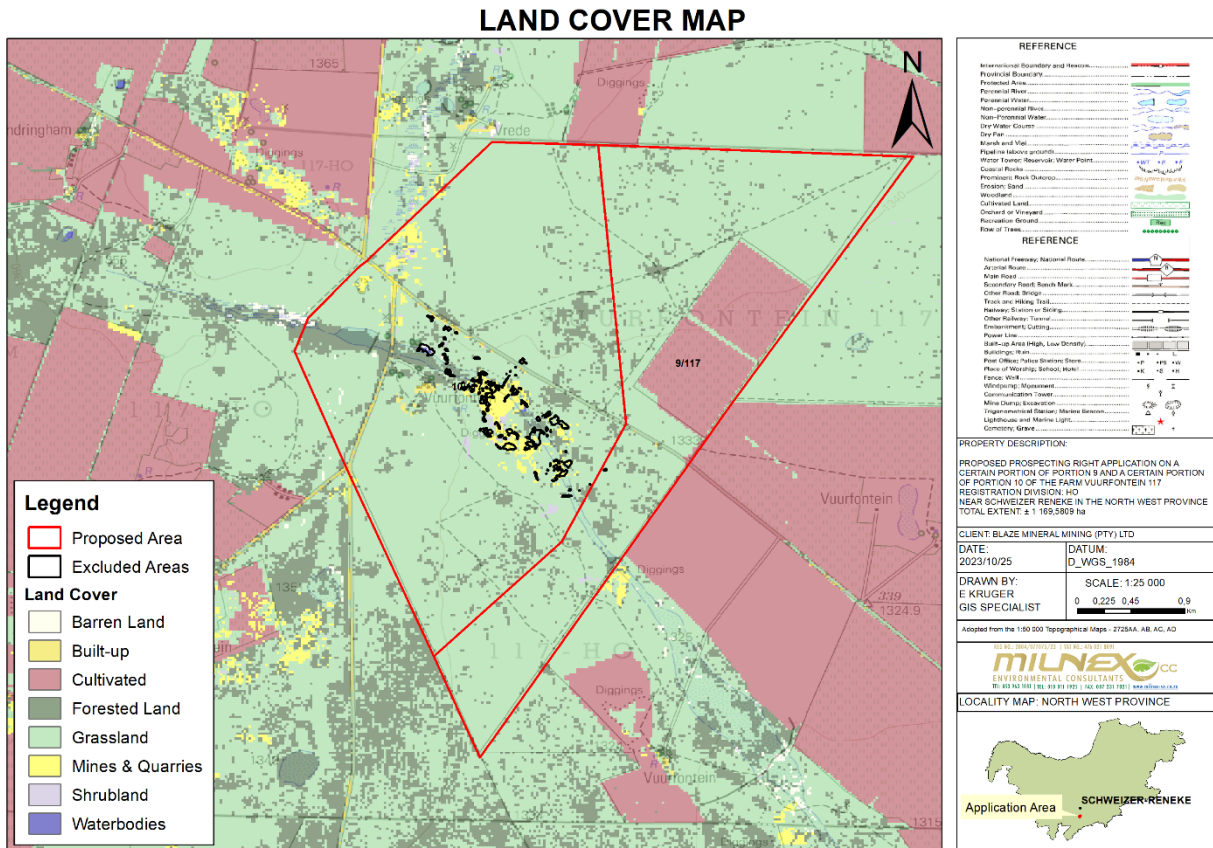 LAND COVER MAP
N
1365
Diggings
ndringham
Vrede
Diggings
117-HO
9/117
Vuurfontein
1333
1 1 7 H O
Vuurfontein
Diggings
339
1324.9
1351
1325
117 HO
Diggings
Vuurfontein
1315
Diggings
Legend
Proposed Area
Excluded Areas
Land Cover
Barren Land
Built-up
Cultivated
Forested Land
Grassland
Mines & Quarries
Shrubland
Waterbodies
REFERENCE
International Boundary and Beacon
Provincial Boundary
Protected Area
Perennial River
Perennial Water
Non-perennial River
Non-Perennial Water
Dry Water Course
Dry Pan
Marsh and Vlei
Pipeline (above ground)
Water Tower; Reservoir; Water Point
Coastal Rocks
Prominent Rock Outcrop
Erosion; Sand
Woodland
Cultivated Land
Orchard or Vineyard
Recreation Ground
Row of Trees
REFERENCE
National Freeway; National Route
Arterial Route
Main Road
Secondary Road; Bench Mark
Other Road; Bridge
Track and Hiking Trail
Railway; Station or Siding
Other Railway; Tunnel
Embankment; Cutting
Power Line
Built-up Area (High, Low Density)
Buildings; Ruin
Post Office; Police Station; Store
Place of Worship; School; Hotel
Fence; Wall
Windpump; Monument
Communication Tower
Mine Dump; Excavation
Trigonometrical Station; Marine Beacon
Lighthouse and Marine Light
Cemetery; Grave
PROPERTY DESCRIPTION:
PROPOSED PROSPECTING RIGHT APPLICATION ON A
CERTAIN PORTION OF PORTION 9 AND A CERTAIN PORTION
OF PORTION 10 OF THE FARM VUURFONTEIN 117
REGISTRATION DIVISION: HO
NEAR SCHWEIZER RENEKE IN THE NORTH WEST PROVINCE
TOTAL EXTENT: ± 1 169,5809 ha
CLIENT: BLAZE MINERAL MINING (PTY) LTD
DATE:
2023/10/25
DATUM:
D_WGS_1984
DRAWN BY:
E KRUGER
GIS SPECIALIST
SCALE: 1:25 000
0 0,225 0,45 0,9
Km
Adopted from the 1:50 000 Topographical Maps - 2725AA, AB, AC, AD
MILNEX CC
ENVIRONMENTAL CONSULTANTS
LOCALITY MAP: NORTH WEST PROVINCE
SCHWEIZER-RENEKE
Application Area